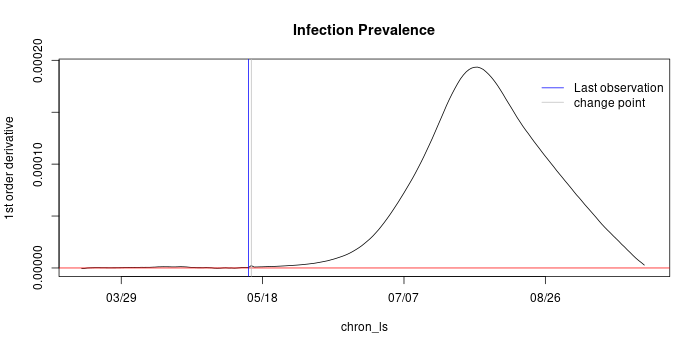 Infection Prevalence
1st order derivative
0.00020
0.00010
0.00000
Last observation
change point
03/29
05/18
07/07
08/26
chron_ls